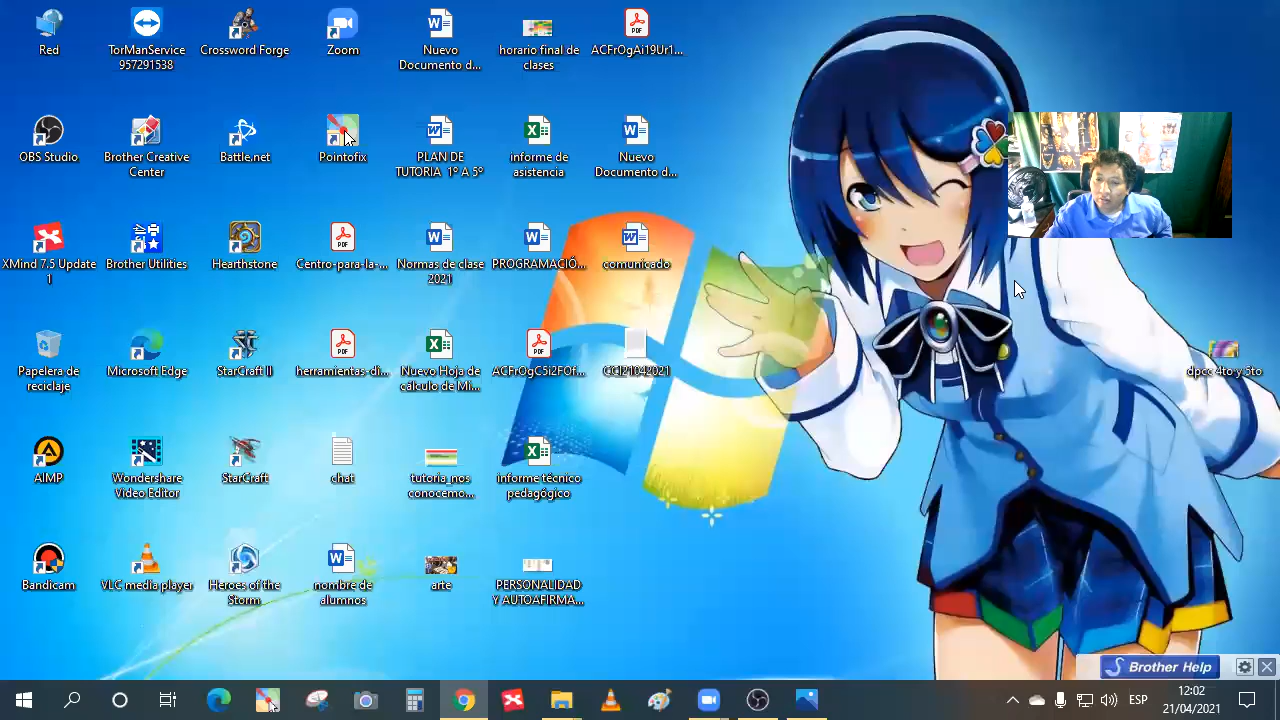 Red
TorManService
957291538
Crossword Forge
Zoom
Nuevo
Documento d...
horario final de
clases
ACFrOgAi19Ur1...
OBS Studio
Brother Creative
Center
Battle.net
Pointofix
PLAN DE
TUTORIA 1º A 5º
informe de
asistencia
Nuevo
Documento d...
XMind 7.5 Update
1
Brother Utilities
Hearthstone
Centro-para-la-...
Normas de clase
2021
PROGRAMACIÓ...
comunicado
Papelera de
reciclaje
Microsoft Edge
StarCraft II
herramientas-di...
Nuevo Hoja de
cálculo de Mi...
ACFrOgC5i2FOf...
CCI21042021
dpcc 4to y 5to
AIMP
Wondershare
Video Editor
StarCraft
chat
tutoria_nos
conocemo...
informe técnico
pedagógico
Bandicam
VLC media player
Heroes of the
Storm
nombre de
alumnos
arte
PERSONALIDAD
Y AUTOAFIRMA...
Brother Help
ESP
12:02
21/04/2021